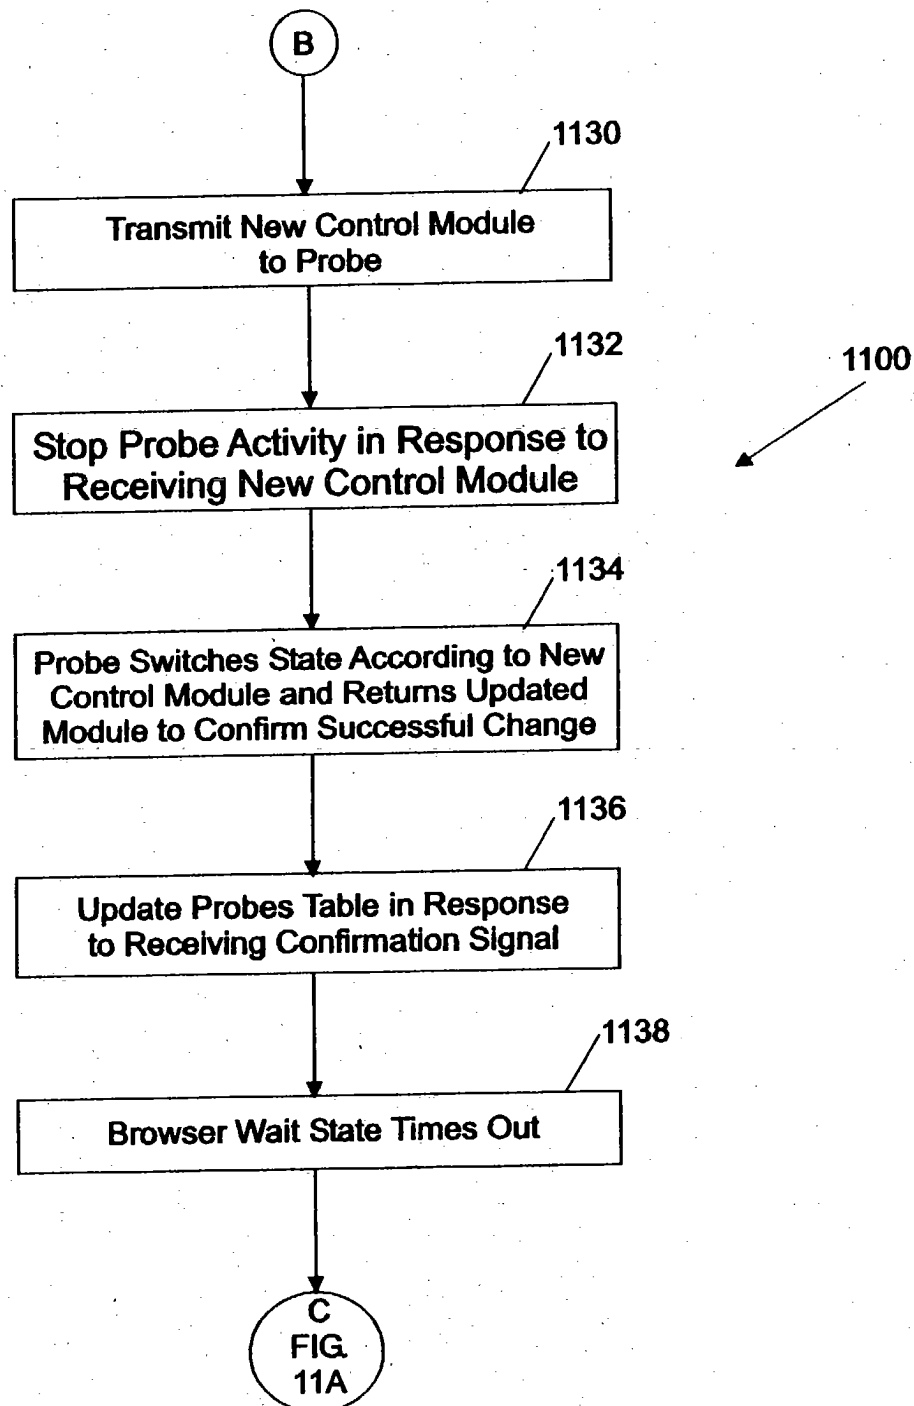 B
1130
Transmit New Control Module
to Probe
1132
1100
Stop Probe Activity in Response to
Receiving New Control Module
1134
Probe Switches State According to New
Control Module and Returns Updated
Module to Confirm Successful Change
1136
Update Probes Table in Response
to Receiving Confirmation Signal
1138
Browser Wait State Times Out
C
FIG.
11A